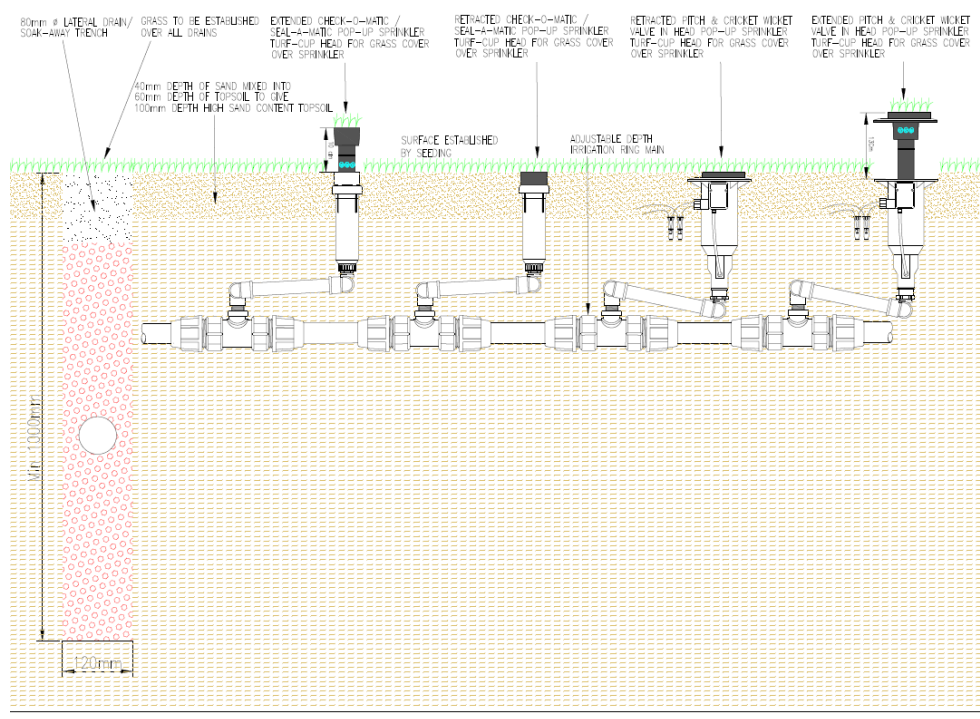 80mm ø LATERAL DRAIN/
SOAK-AWAY TRENCH
GRASS TO BE ESTABLISHED
OVER ALL DRAINS
EXTENDED CHECK-O-MATIC /
SEAL-A-MATIC POP-UP SPRINKLER
TURF-CUP HEAD FOR GRASS COVER
OVER SPRINKLER
RETRACTED CHECK-O-MATIC /
SEAL-A-MATIC POP-UP SPRINKLER
TURF-CUP HEAD FOR GRASS COVER
OVER SPRINKLER
RETRACTED PITCH & CRICKET WICKET
VALVE IN HEAD POP-UP SPRINKLER
TURF-CUP HEAD FOR GRASS COVER
OVER SPRINKLER
EXTENDED PITCH & CRICKET WICKET
VALVE IN HEAD POP-UP SPRINKLER
TURF-CUP HEAD FOR GRASS COVER
OVER SPRINKLER
40mm DEPTH OF SAND MIXED INTO
60mm DEPTH OF TOPSOIL TO GIVE
100mm DEPTH HIGH SAND CONTENT TOPSOIL
SURFACE ESTABLISHED
BY SEEDING
ADJUSTABLE DEPTH
IRRIGATION RING MAIN
Min 1000mm
120mm